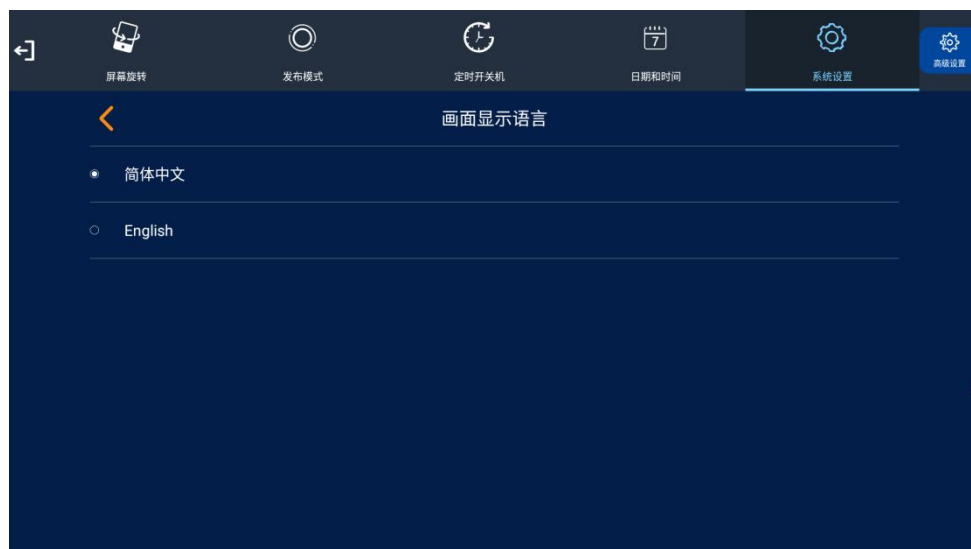 屏幕旋转
发布模式
定时开关机
7
日期和时间
系统设置
高级设置
画面显示语言
简体中文
English